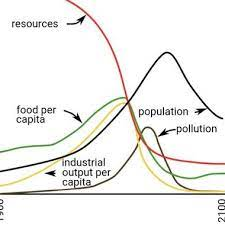 resources
food per
capita
population
pollution
industrial
output per
capita
1900
2100